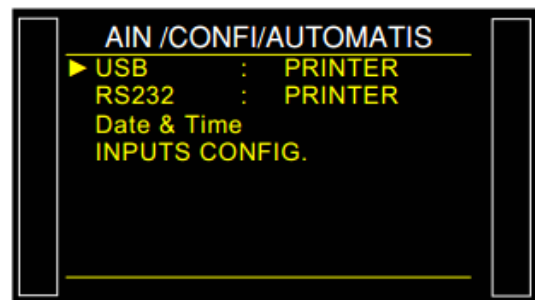 AIN /CONFI/AUTOMATIS
USB : PRINTER
RS232 : PRINTER
Date & Time
INPUTS CONFIG.